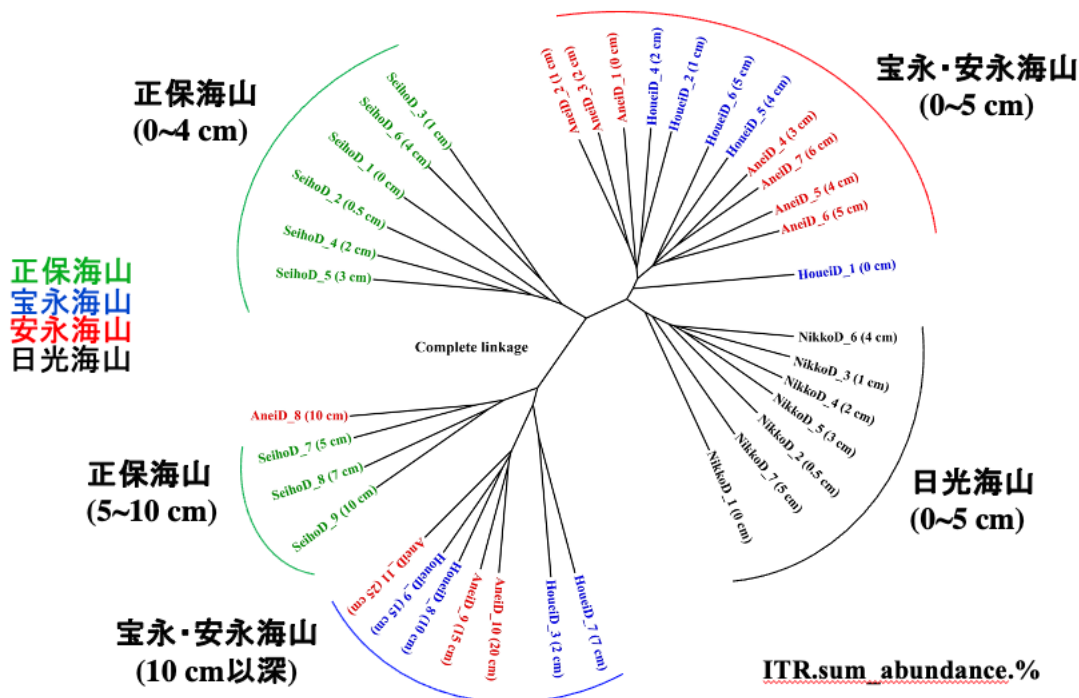 正保海山
(0~4 cm)
SeihoD_3 (1 cm)
SeihoD_6 (4 cm)
SeihoD_1 (0 cm)
SeihoD_2 (0.5 cm)
SeihoD_4 (2 cm)
SeihoD_5 (3 cm)
AneiD_2 (1 cm)
AneiD_3 (2 cm)
AneiD_1 (0 cm)
HoueiD_4 (2 cm)
HoueiD_2 (1 cm)
HoueiD_6 (5 cm)
HoueiD_5 (4 cm)
AneiD_4 (3 cm)
AneiD_7 (6 cm)
AneiD_5 (4 cm)
AneiD_6 (5 cm)
宝永・安永海山
(0~5 cm)
HoueiD_1 (0 cm)
正保海山
宝永海山
安永海山
日光海山
Complete linkage
NikkoD_6 (4 cm)
NikkoD_3 (1 cm)
NikkoD_4 (2 cm)
NikkoD_5 (3 cm)
NikkoD_2 (0.5 cm)
NikkoD_7 (5 cm)
NikkoD_1 (0 cm)
日光海山
(0~5 cm)
AneiD_8 (10 cm)
SeihoD_7 (5 cm)
SeihoD_8 (7 cm)
SeihoD_9 (10 cm)
正保海山
(5~10 cm)
AneiD_11 (25 cm)
HoueiD_9 (15 cm)
HoueiD_8 (10 cm)
AneiD_9 (15 cm)
AneiD_10 (20 cm)
HoueiD_3 (2 cm)
HoueiD_7 (7 cm)
宝永・安永海山
(10 cm以深)
ITR.sum_abundance.%